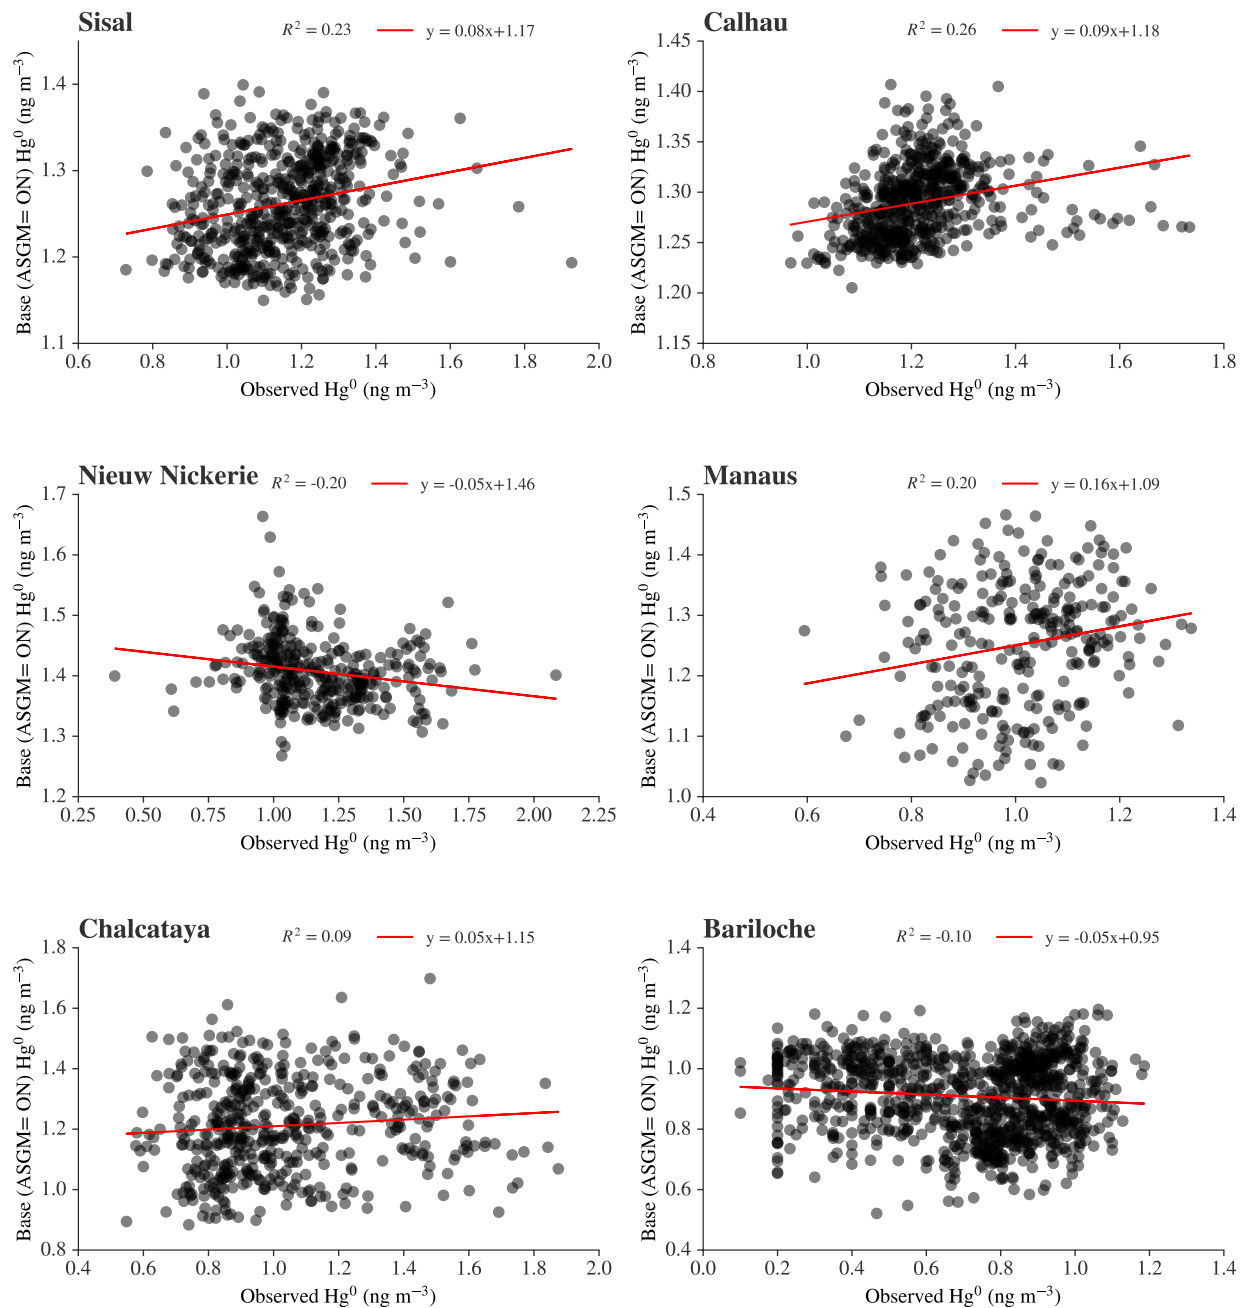 Sisal
R² = 0.23 y = 0.08x+1.17
Base (ASGM= ON) Hg⁰ (ng m⁻³)
1.4
1.3
1.2
1.1
0.6 0.8 1.0 1.2 1.4 1.6 1.8 2.0
Observed Hg⁰ (ng m⁻³)
Calhau
R² = 0.26 y = 0.09x+1.18
Base (ASGM= ON) Hg⁰ (ng m⁻³)
1.45
1.40
1.35
1.30
1.25
1.20
1.15
0.8 1.0 1.2 1.4 1.6 1.8
Observed Hg⁰ (ng m⁻³)
Nieuw Nickerie
R² = -0.20 y = -0.05x+1.46
Base (ASGM= ON) Hg⁰ (ng m⁻³)
1.7
1.6
1.5
1.4
1.3
1.2
0.25 0.50 0.75 1.00 1.25 1.50 1.75 2.00 2.25
Observed Hg⁰ (ng m⁻³)
Manaus
R² = 0.20 y = 0.16x+1.09
Base (ASGM= ON) Hg⁰ (ng m⁻³)
1.5
1.4
1.3
1.2
1.1
1.0
0.4 0.6 0.8 1.0 1.2 1.4
Observed Hg⁰ (ng m⁻³)
Chalcataya
R² = 0.09 y = 0.05x+1.15
Base (ASGM= ON) Hg⁰ (ng m⁻³)
1.8
1.6
1.4
1.2
1.0
0.8
0.4 0.6 0.8 1.0 1.2 1.4 1.6 1.8 2.0
Observed Hg⁰ (ng m⁻³)
Bariloche
R² = -0.10 y = -0.05x+0.95
Base (ASGM= ON) Hg⁰ (ng m⁻³)
1.4
1.2
1.0
0.8
0.6
0.4
0.0 0.2 0.4 0.6 0.8 1.0 1.2 1.4
Observed Hg⁰ (ng m⁻³)